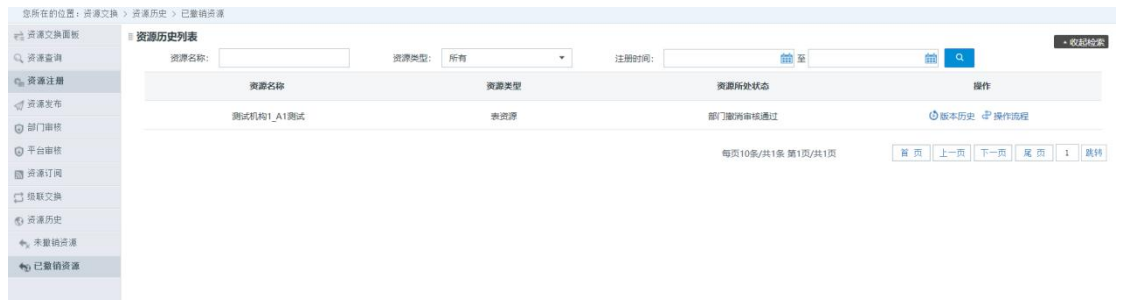 您所在的位置：资源交换 > 资源历史 > 已撤销资源
资源交换面板
资源查询
资源注册
资源发布
部门审核
平台审核
资源订阅
级联交换
资源历史
未撤销资源
已撤销资源
资源历史列表
收起检索
资源名称： 资源类型： 所有 注册时间： 至
资源名称 资源类型 资源所处状态 操作
测试机构1_A1测试 表资源 部门撤消审核通过 版本历史 操作流程
每页10条/共1条 第1页/共1页 首 页 上一页 下一页 尾 页 1 跳转